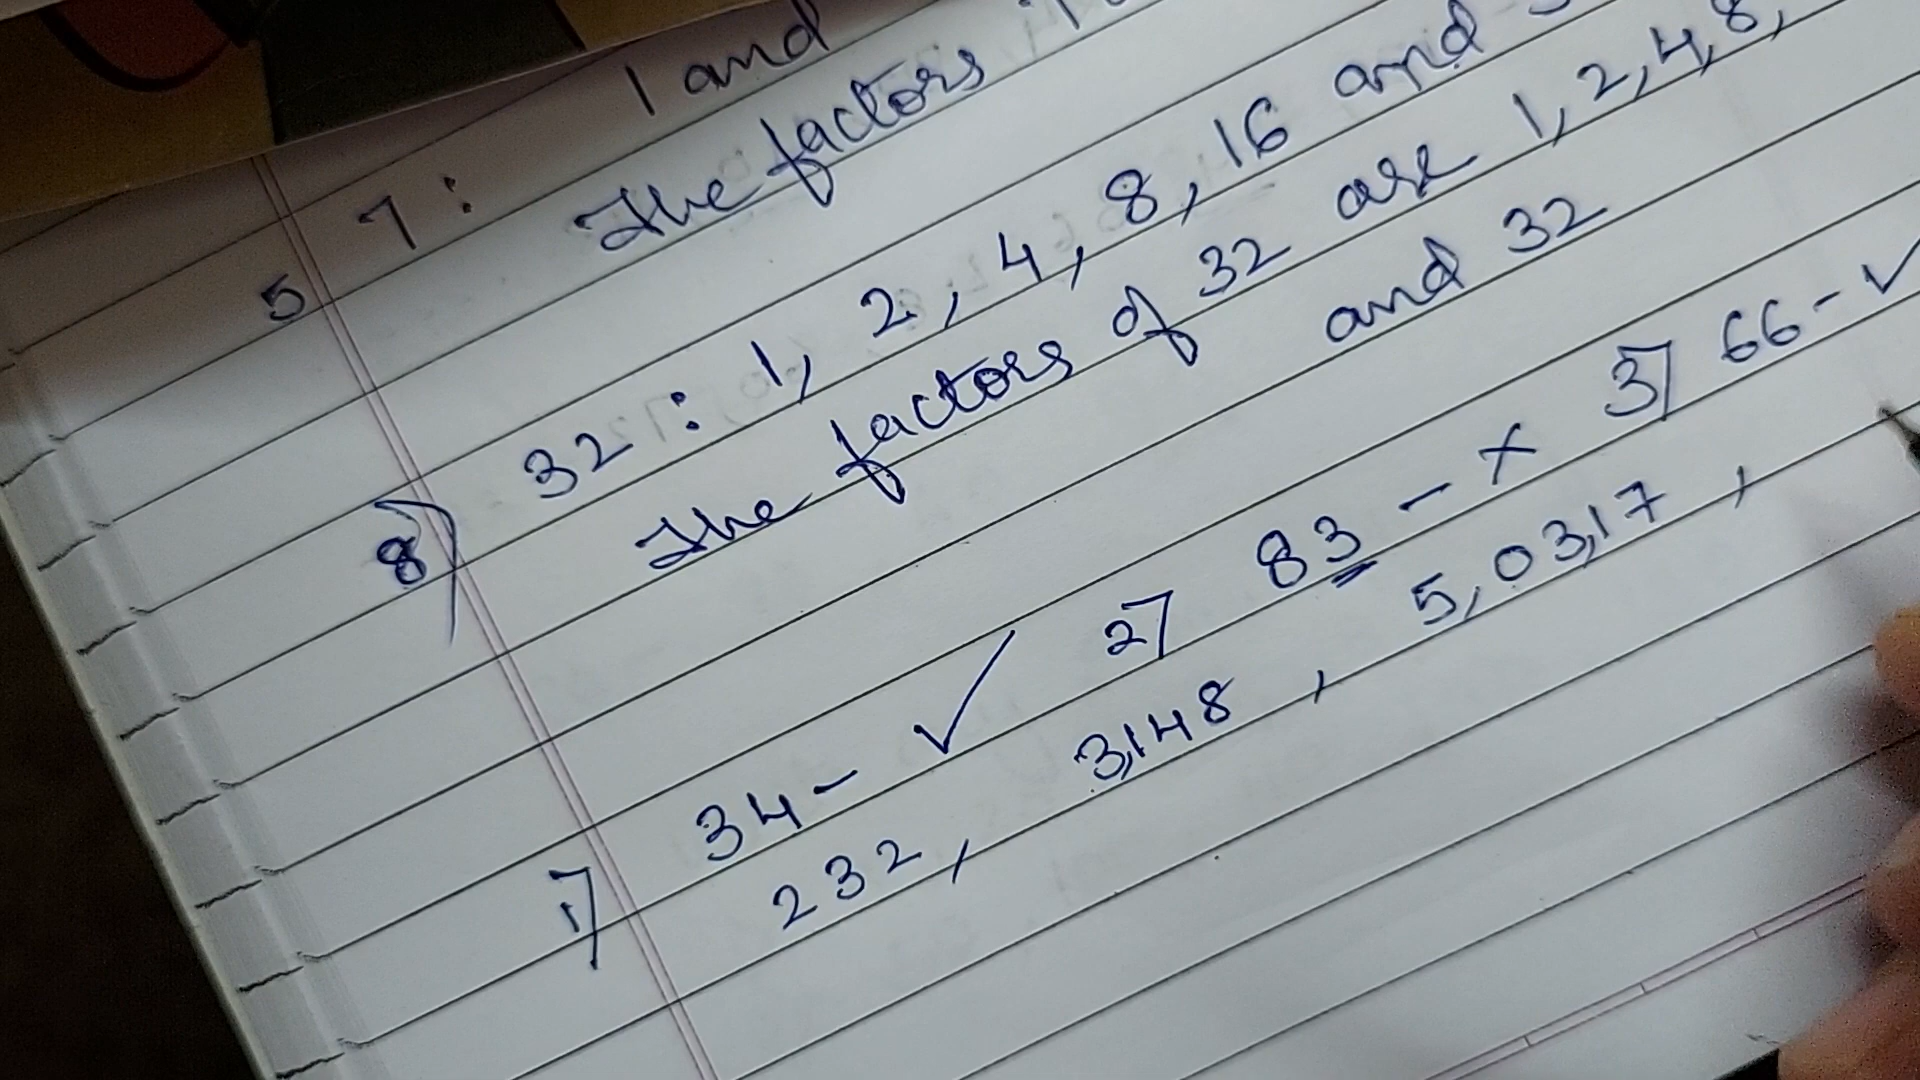 1 and
5 7 : The factors
8) 32 : 1, 2, 4, 8, 16 and
The factors of 32 are 1, 2, 4, 8,
and 32
1) 34 - ✓ 2) 83 - × 3) 66 - ✓
232, 3,148, 5,03,17,